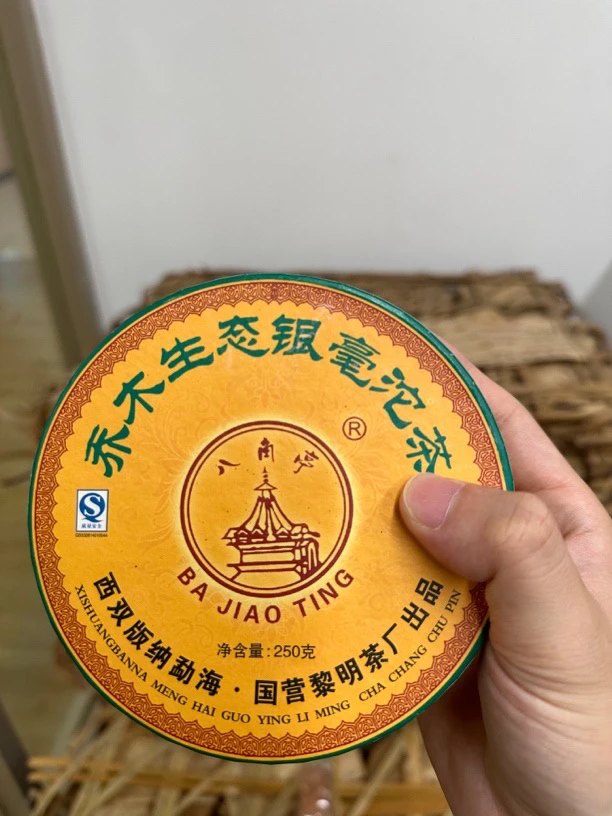 乔木生态银毫沱茶
®
八角亭
BA JIAO TING
净含量：250克
西双版纳勐海·国营黎明茶厂出品
XISHUANGBANNA MENG HAI GUO YING LI MING CHA CHANG CHU PIN